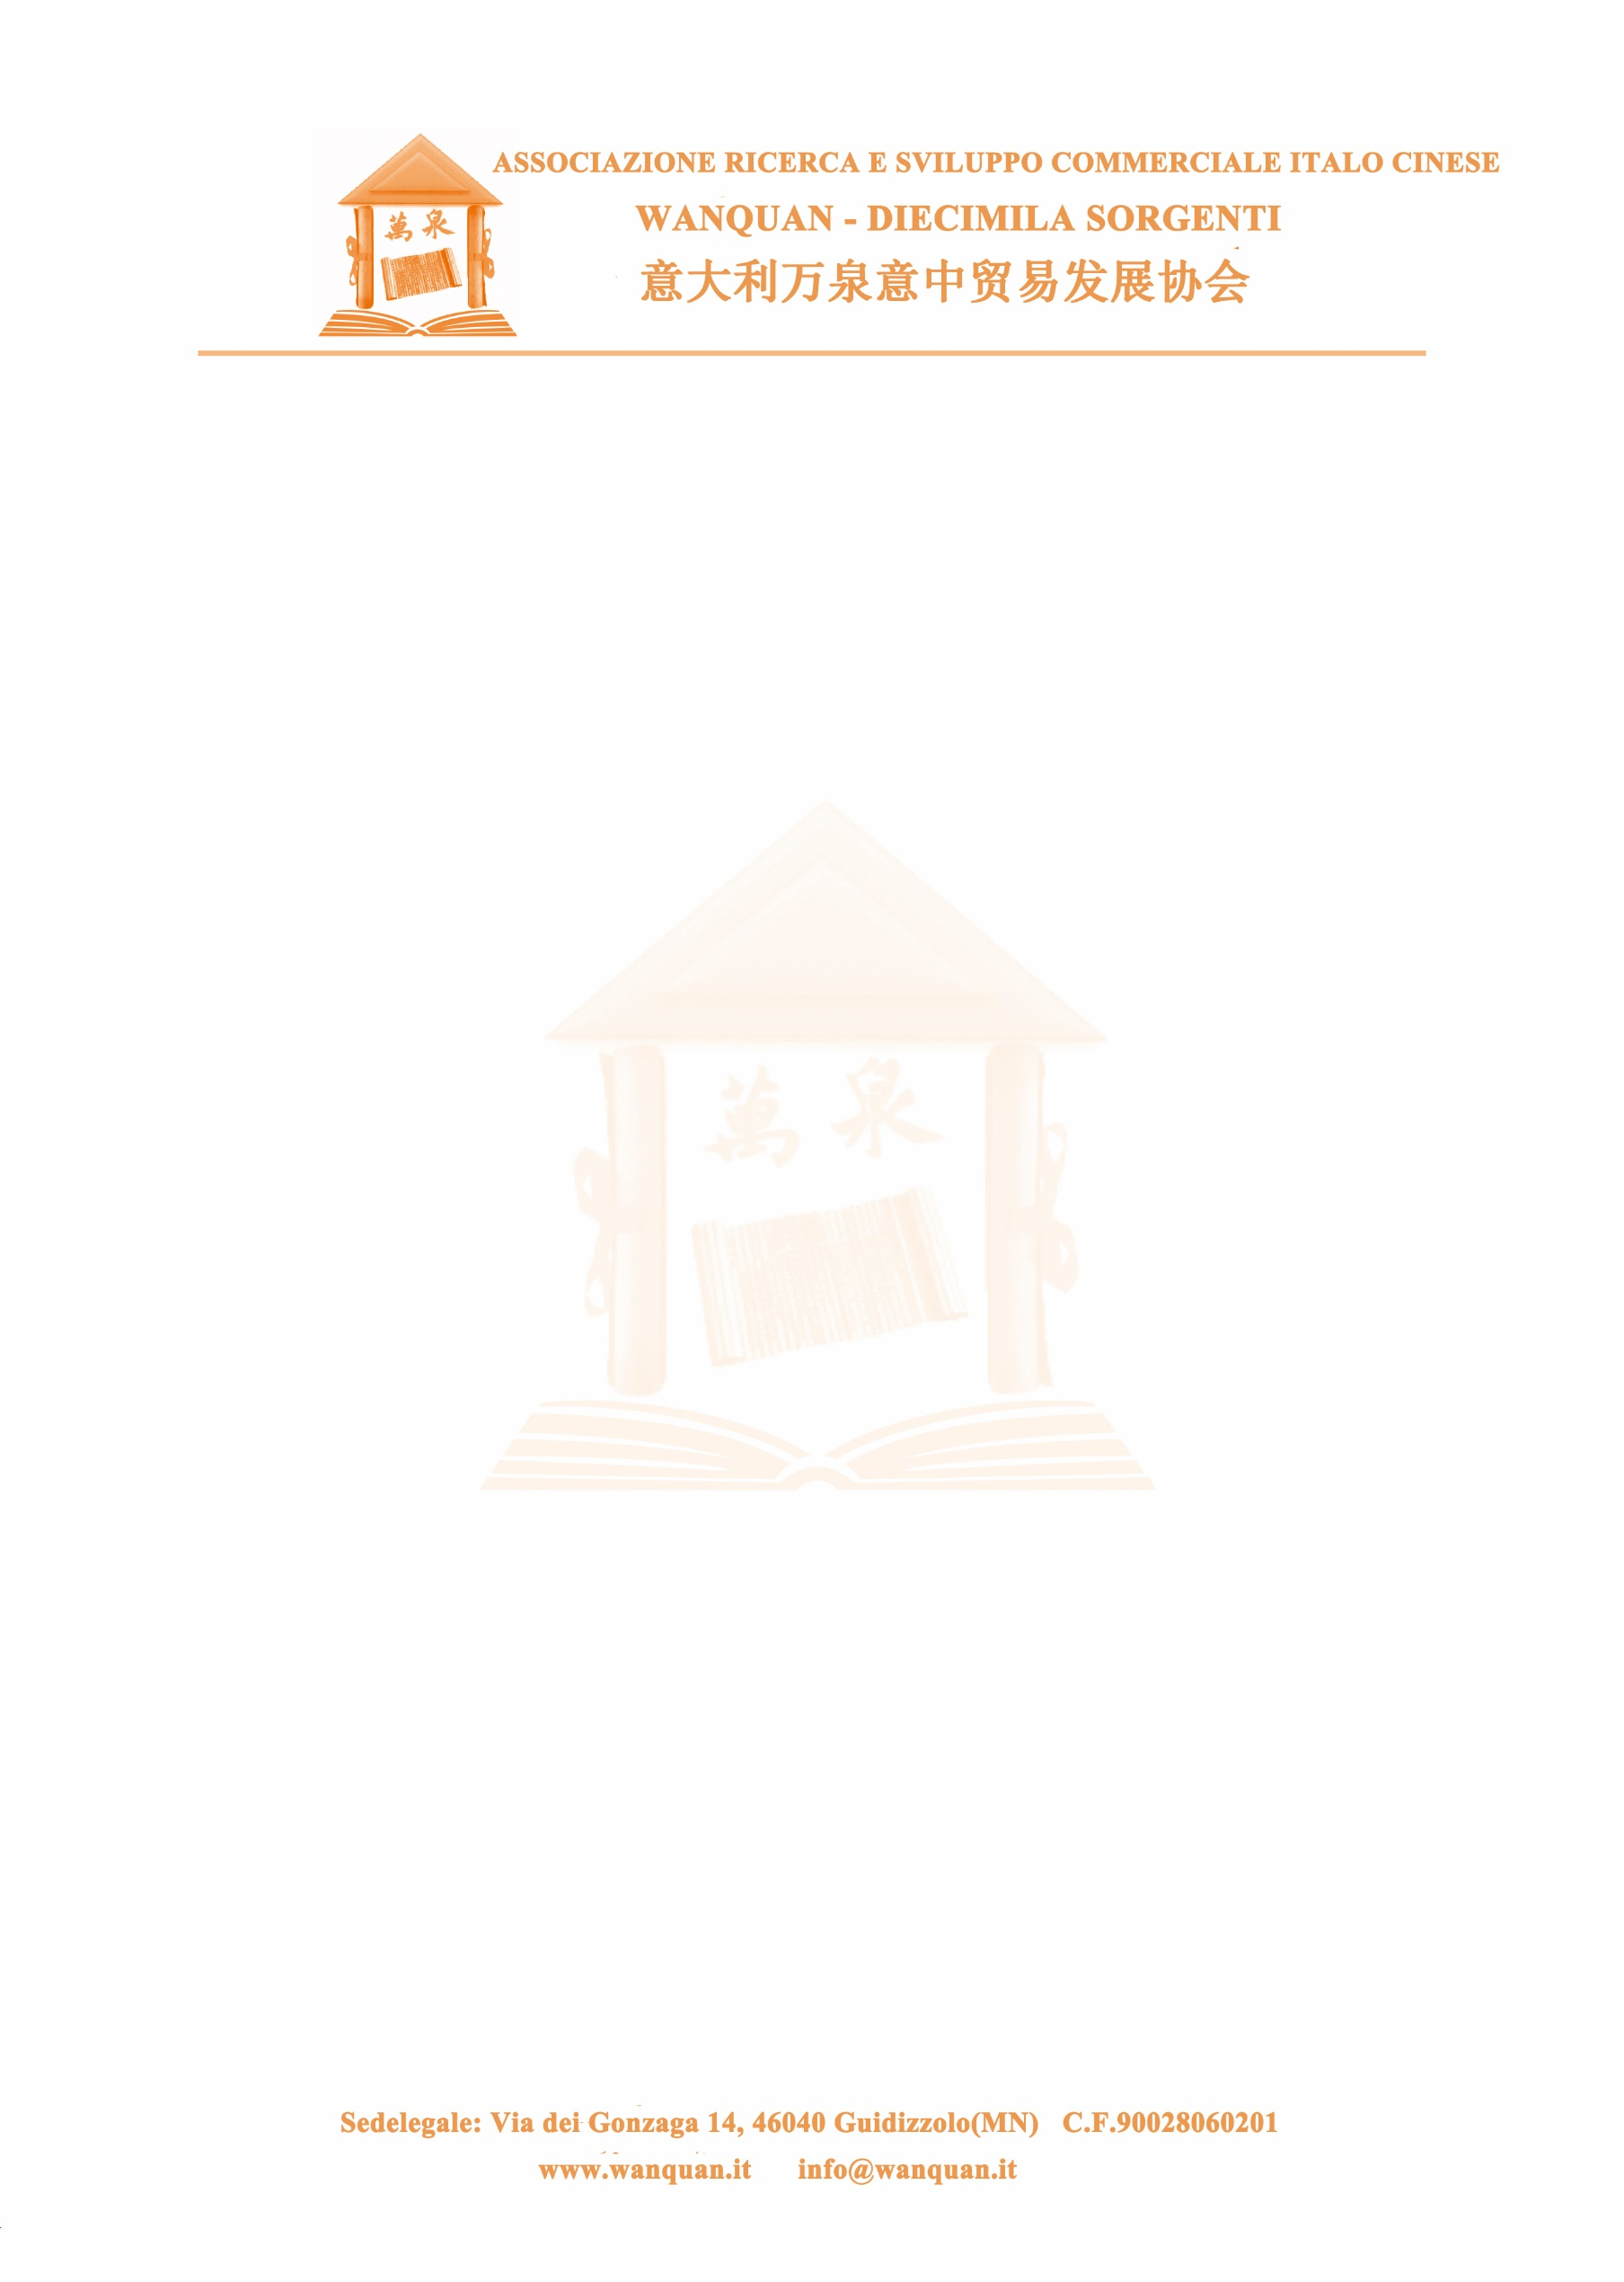 ASSOCIAZIONE RICERCA E SVILUPPO COMMERCIALE ITALO CINESE
WANQUAN - DIECIMILA SORGENTI
意大利万泉意中贸易发展协会
萬泉
萬泉
Sedelegale: Via dei Gonzaga 14, 46040 Guidizzolo(MN) C.F.90028060201
www.wanquan.it info@wanquan.it